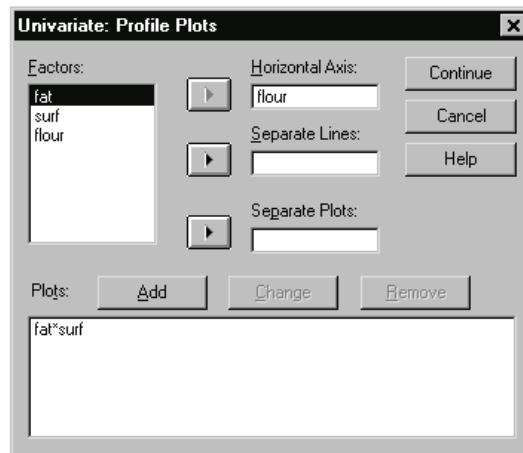 Univariate: Profile Plots
Factors:
fat
surf
flour
Horizontal Axis:
flour
Separate Lines:
Separate Plots:
Continue
Cancel
Help
Plots:
Add
Change
Remove
fat*surf